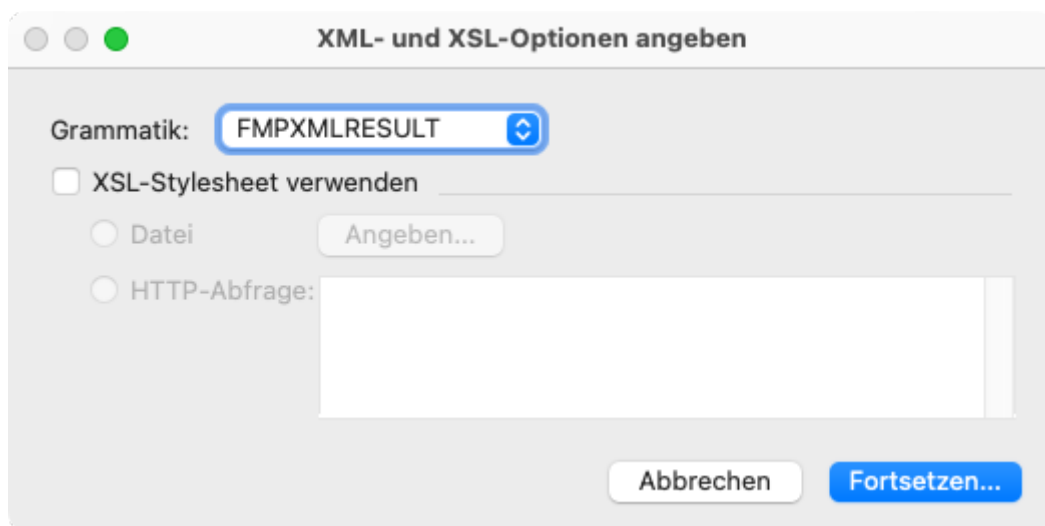 XML- und XSL-Optionen angeben
Grammatik: FMPXMLRESULT
XSL-Stylesheet verwenden
Datei Angeben...
HTTP-Abfrage:
Abbrechen Fortsetzen...